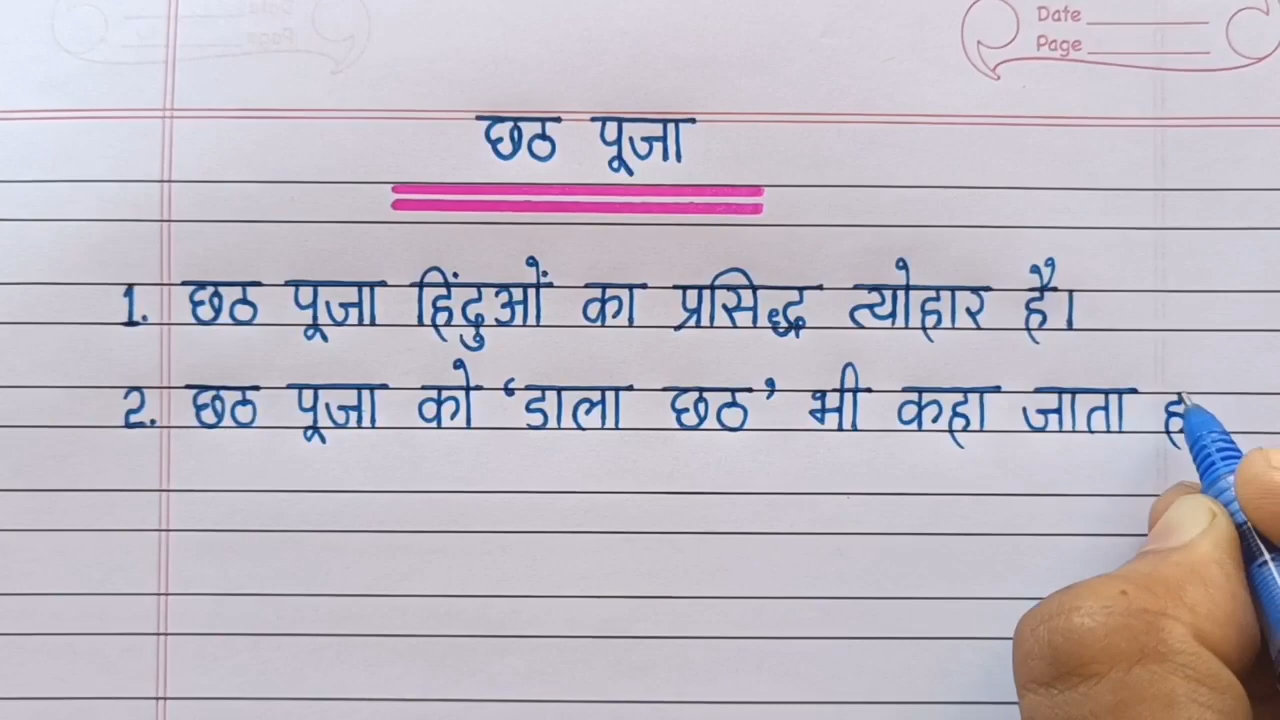 Date
Page
छठ पूजा
1. छठ पूजा हिंदुओं का प्रसिद्ध त्योहार है।
2. छठ पूजा को ‘डाला छठ’ भी कहा जाता ह